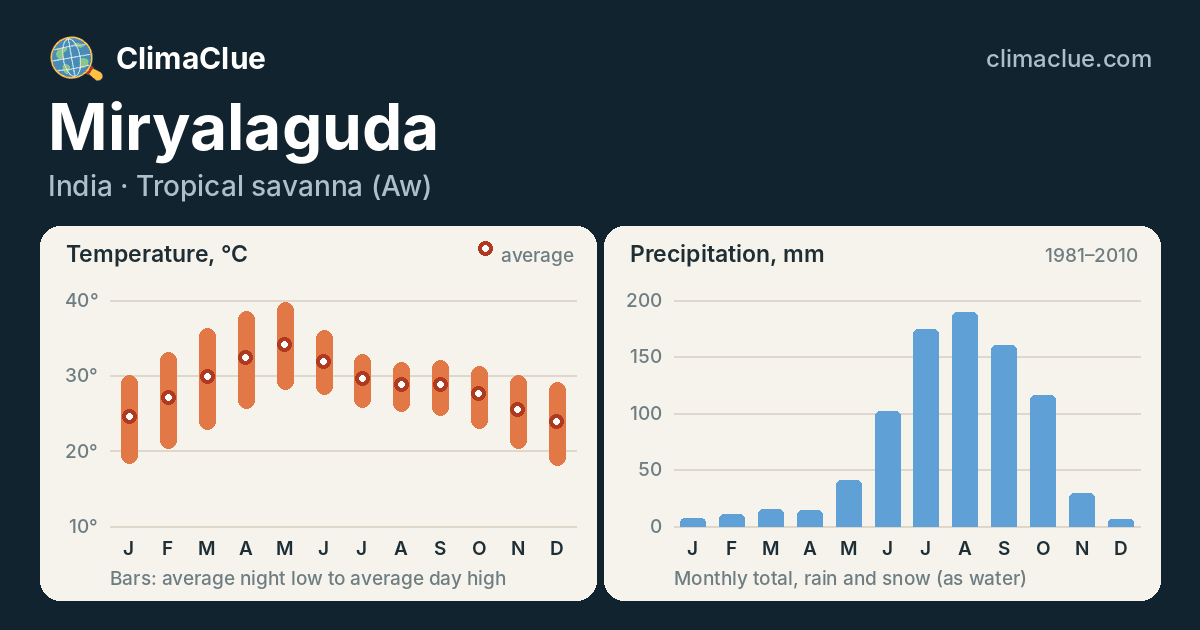 ClimaClue
climaclue.com
Miryalaguda
India · Tropical savanna (Aw)
Temperature, °C
average
40°
30°
20°
10°
J F M A M J J A S O N D
Bars: average night low to average day high
Precipitation, mm
1981–2010
200
150
100
50
0
J F M A M J J A S O N D
Monthly total, rain and snow (as water)